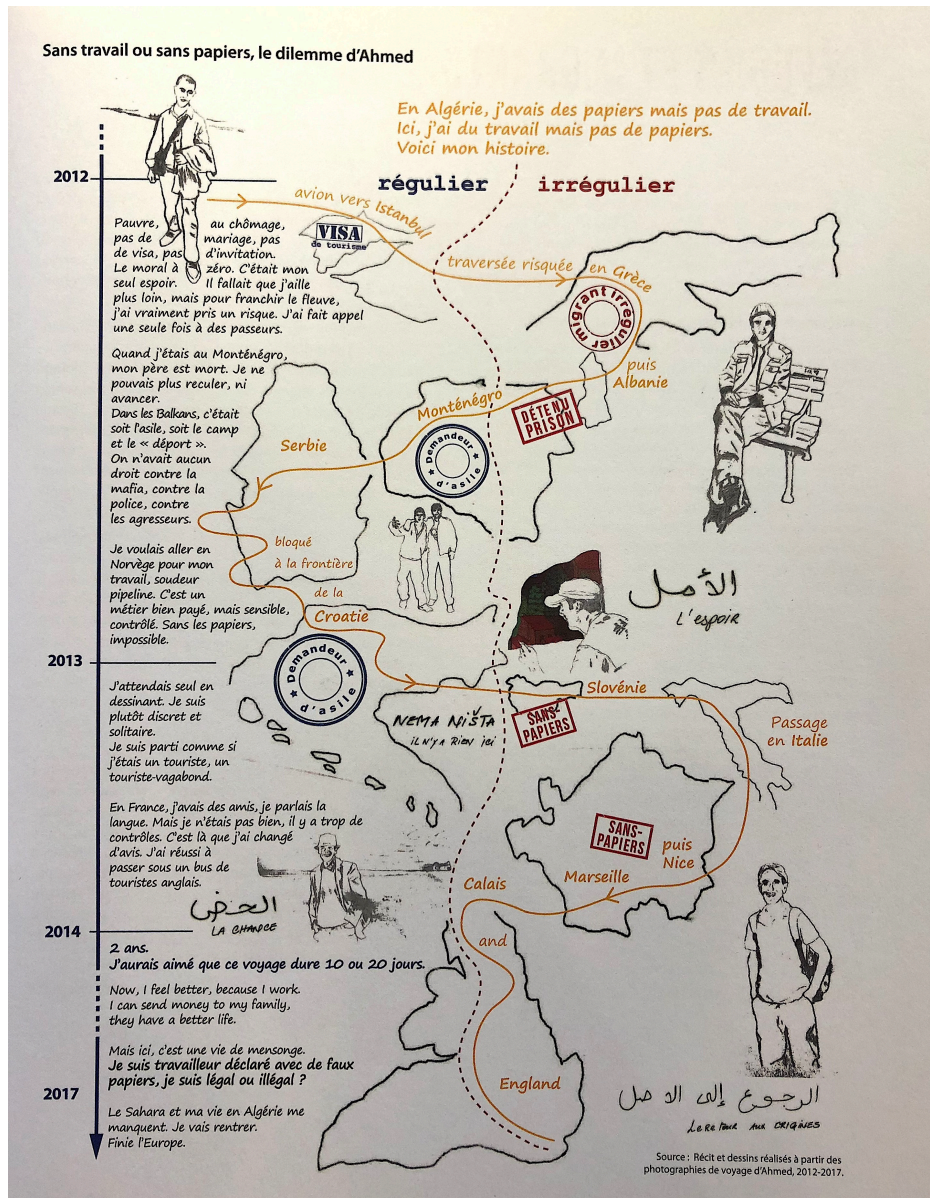 Sans travail ou sans papiers, le dilemme d'Ahmed
En Algérie, j'avais des papiers mais pas de travail.
Ici, j'ai du travail mais pas de papiers.
Voici mon histoire.
2012
régulier
irrégulier
avion vers Istanbul
VISA
de tourisme
Pauvre, au chômage,
pas de mariage, pas
de visa, pas d'invitation.
Le moral à zéro. C'était mon
seul espoir. Il fallait que j'aille
plus loin, mais pour franchir le fleuve,
j'ai vraiment pris un risque. J'ai fait appel
une seule fois à des passeurs.
traversée risquée en Grèce
migrant irregulier
puis
Albanie
Quand j'étais au Monténégro,
mon père est mort. Je ne
pouvais plus reculer, ni
avancer.
Dans les Balkans, c'était
soit l'asile, soit le camp
et le « déport ».
On n'avait aucun
droit contre la
mafia, contre la
police, contre
les agresseurs.
Monténégro
DÉTENU
PRISON
Demandeur
d'asile
Serbie
bloqué
à la frontière
de la
Croatie
Je voulais aller en
Norvège pour mon
travail, soudeur
pipeline. C'est un
métier bien payé, mais sensible,
contrôlé. Sans les papiers,
impossible.
الأمل
L'espoir
2013
Demandeur
d'asile
J'attendais seul en
dessinant. Je suis
plutôt discret et
solitaire.
Je suis parti comme si
j'étais un touriste, un
touriste-vagabond.
NEMA NIŠTA
iL N'Y A RIEN ici
Slovénie
SANS-
PAPIERS
Passage
en Italie
En France, j'avais des amis, je parlais la
langue. Mais je n'étais pas bien, il y a trop de
contrôles. C'est là que j'ai changé
d'avis. J'ai réussi à
passer sous un bus de
touristes anglais.
SANS-
PAPIERS
puis
Nice
Marseille
Calais
الحض
LA CHANCE
2014
2 ans.
J'aurais aimé que ce voyage dure 10 ou 20 jours.
and
Now, I feel better, because I work.
I can send money to my family,
they have a better life.
Mais ici, c'est une vie de mensonge.
Je suis travailleur déclaré avec de faux
papiers, je suis légal ou illégal ?
England
2017
Le Sahara et ma vie en Algérie me
manquent. Je vais rentrer.
Finie l'Europe.
الرجوع إلى الاصل
Le Retour aux ORIGINES
Source : Récit et dessins réalisés à partir des
photographies de voyage d'Ahmed, 2012-2017.